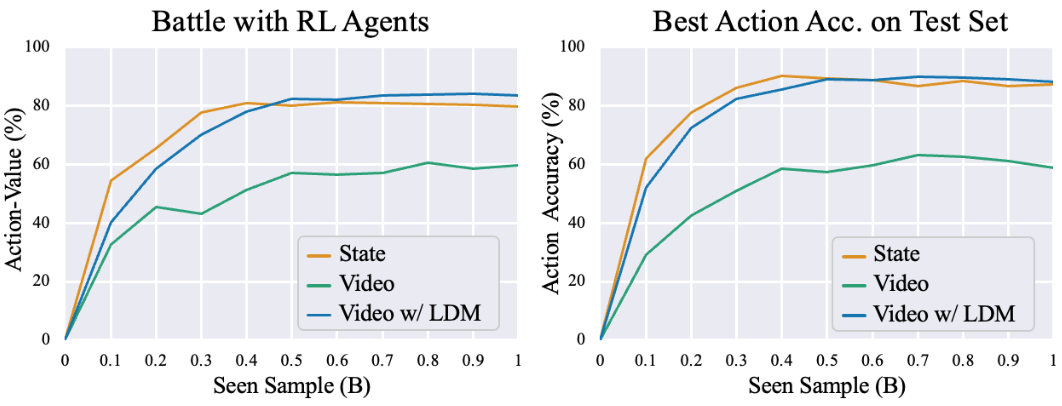 Battle with RL Agents
100
80
60
40
20
0
Action-Value (%)
0 0.1 0.2 0.3 0.4 0.5 0.6 0.7 0.8 0.9 1
Seen Sample (B)
State
Video
Video w/ LDM
Best Action Acc. on Test Set
100
80
60
40
20
0
Action Accuracy (%)
0 0.1 0.2 0.3 0.4 0.5 0.6 0.7 0.8 0.9 1
Seen Sample (B)
State
Video
Video w/ LDM